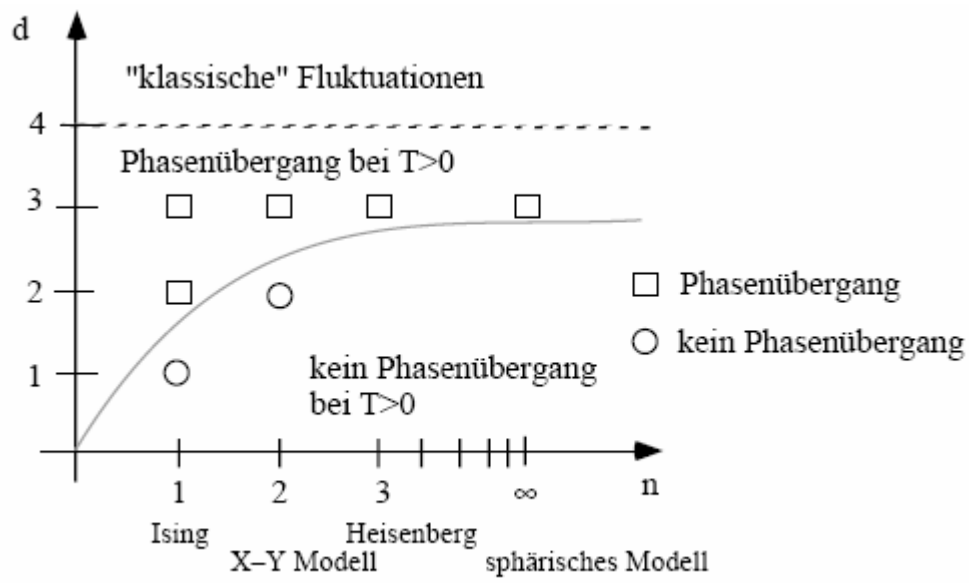 d
"klassische" Fluktuationen
4
Phasenübergang bei T>0
3
2
Phasenübergang
kein Phasenübergang
1
kein Phasenübergang
bei T>0
1 2 3 ∞ n
Ising Heisenberg
X–Y Modell sphärisches Modell